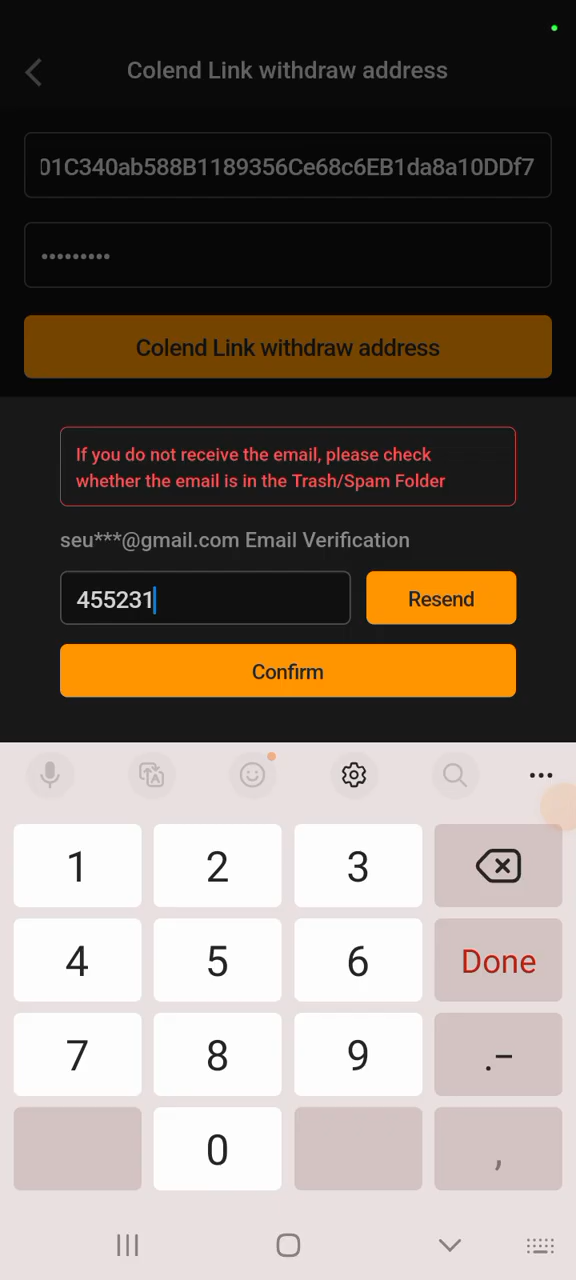 Colend Link withdraw address
01C340ab588B1189356Ce68c6EB1da8a10DDf7
•••••••••
Colend Link withdraw address
If you do not receive the email, please check
whether the email is in the Trash/Spam Folder
seu***@gmail.com Email Verification
455231
Resend
Confirm
1 2 3
4 5 6 Done
7 8 9 .-
0 ,